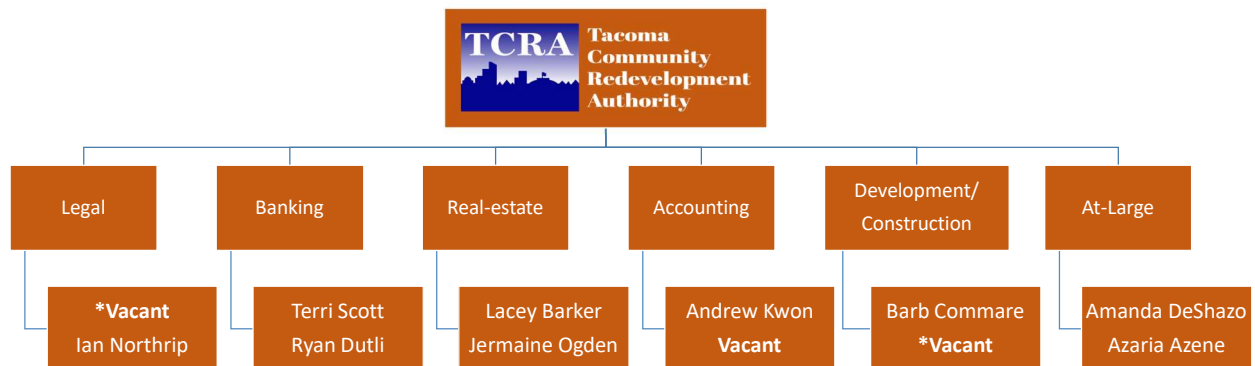 TCRA
Tacoma
Community
Redevelopment
Authority
Legal
Banking
Real-estate
Accounting
Development/
Construction
At-Large
*Vacant
Ian Northrip
Terri Scott
Ryan Dutli
Lacey Barker
Jermaine Ogden
Andrew Kwon
Vacant
Barb Commare
*Vacant
Amanda DeShazo
Azaria Azene